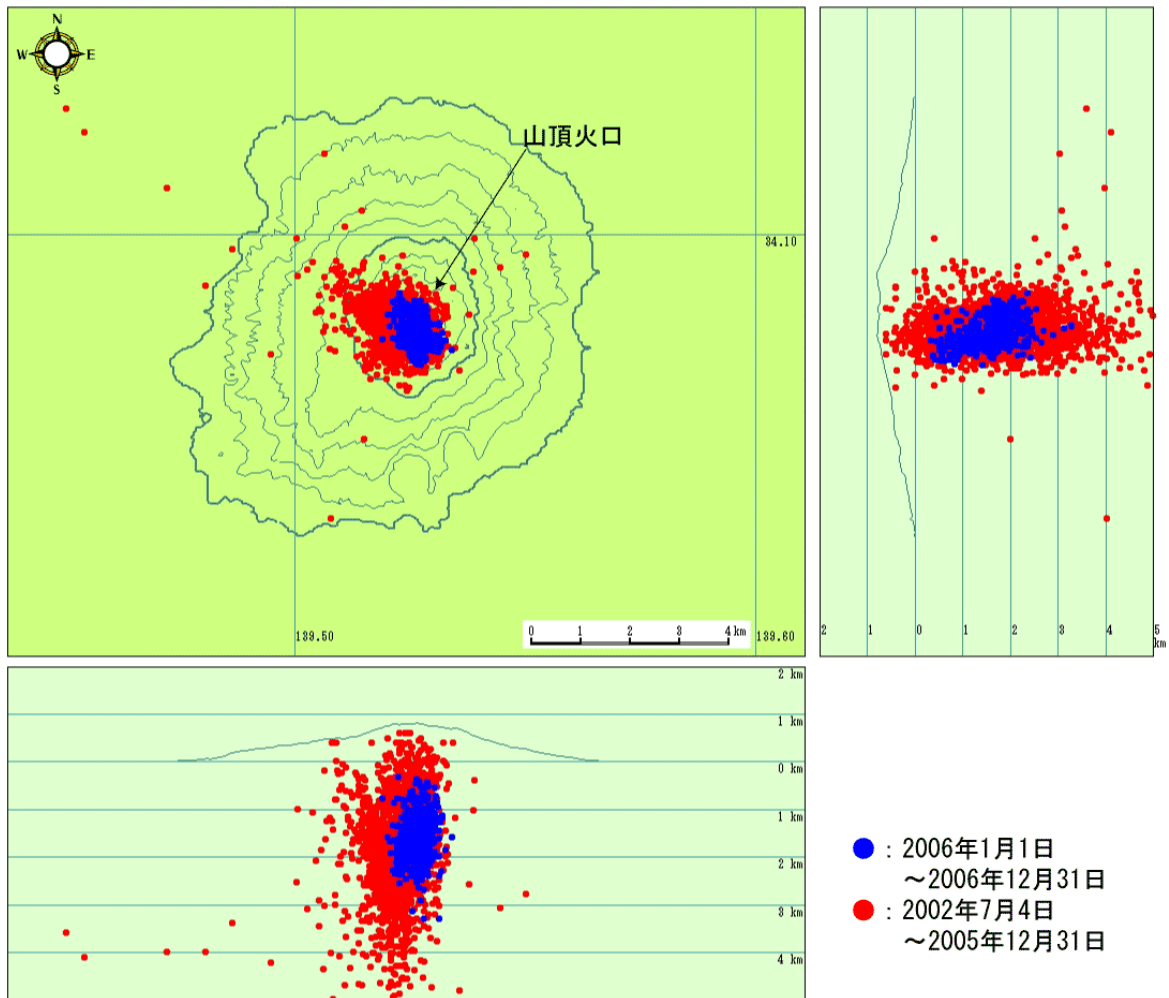 N
W E
S
山頂火口
34.10
139.50
139.60
0 1 2 3 4 km
2 1 0 1 2 3 4 5
km
2 km
1 km
0 km
1 km
2 km
3 km
4 km
：2006年1月1日
～2006年12月31日
：2002年7月4日
～2005年12月31日